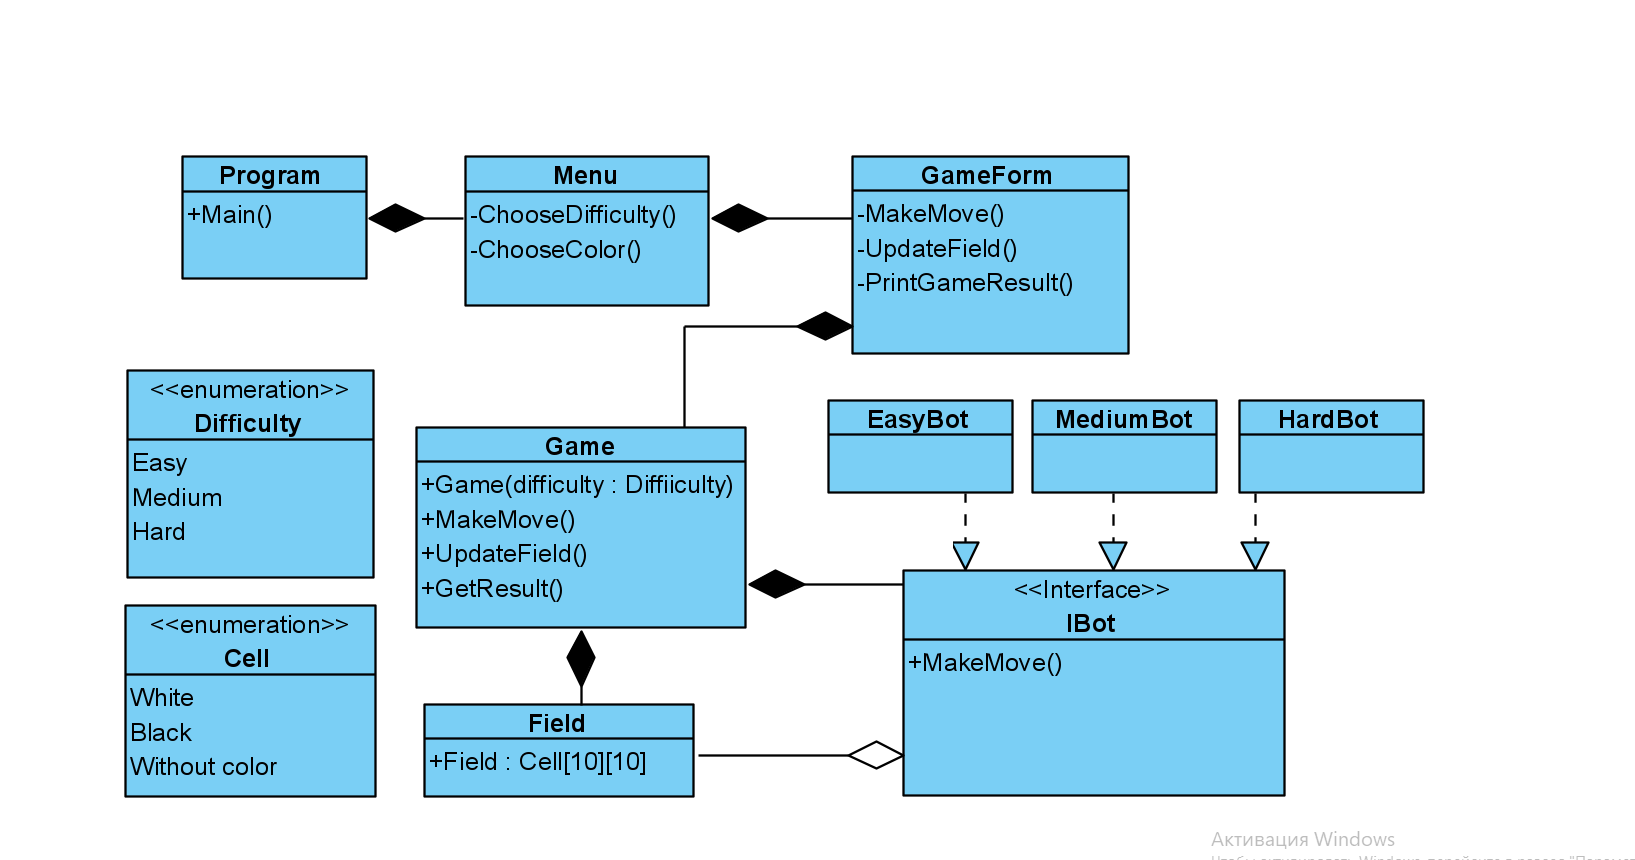 Program
+Main()
Menu
-ChooseDifficulty()
-ChooseColor()
GameForm
-MakeMove()
-UpdateField()
-PrintGameResult()
<<enumeration>>
Difficulty
Easy
Medium
Hard
Game
+Game(difficulty : Diffiiculty)
+MakeMove()
+UpdateField()
+GetResult()
EasyBot
MediumBot
HardBot
<<Interface>>
IBot
+MakeMove()
<<enumeration>>
Cell
White
Black
Without color
Field
+Field : Cell[10][10]
Активация Windows